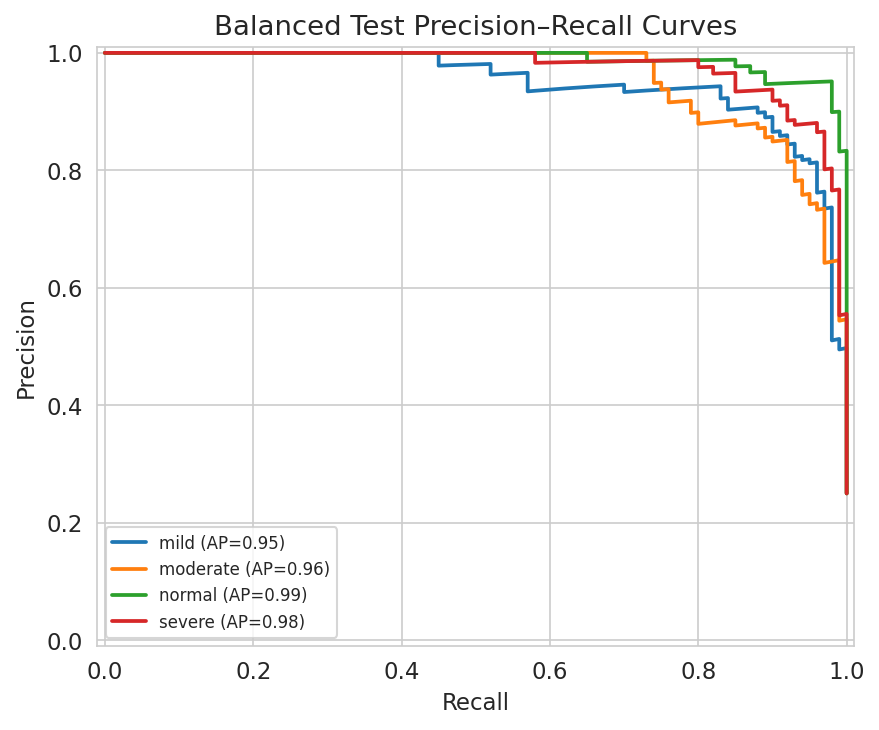 Balanced Test Precision–Recall Curves
1.0
0.8
0.6
0.4
0.2
0.0
Precision
mild (AP=0.95)
moderate (AP=0.96)
normal (AP=0.99)
severe (AP=0.98)
0.0 0.2 0.4 0.6 0.8 1.0
Recall